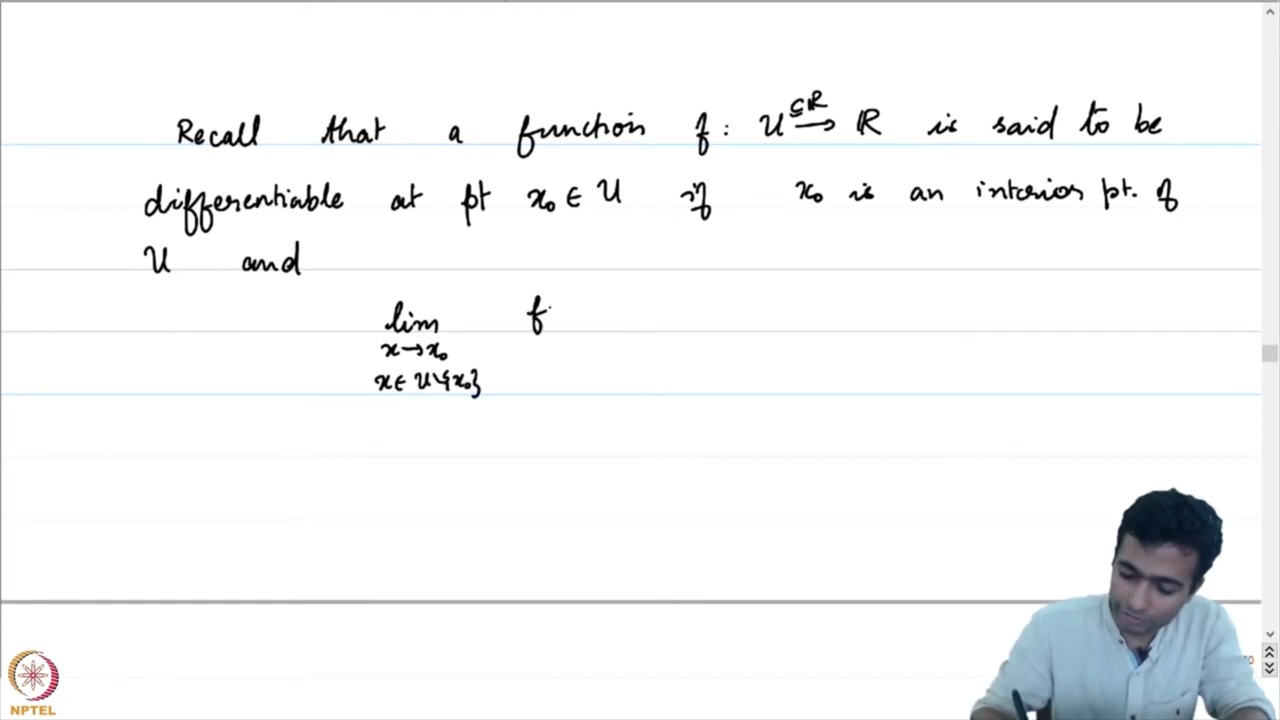 ⊆ℝ
Recall that a function f: U → ℝ is said to be
differentiable at pt x₀ ∈ U if x₀ is an interior pt. of
U and
lim f
x→x₀
x∈ U\{x₀}
NPTEL